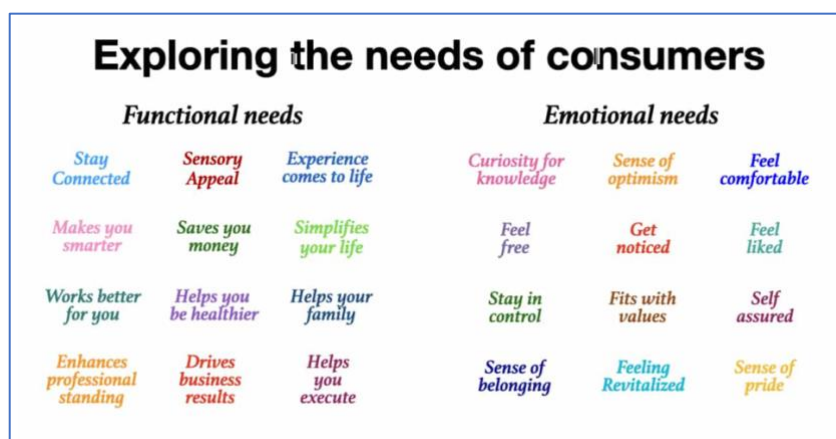 Exploring the needs of consumers
Functional needs
Stay
Connected
Sensory
Appeal
Experience
comes to life
Makes you
smarter
Saves you
money
Simplifies
your life
Works better
for you
Helps you
be healthier
Helps your
family
Enhances
professional
standing
Drives
business
results
Helps
you
execute
Emotional needs
Curiosity for
knowledge
Sense of
optimism
Feel
comfortable
Feel
free
Get
noticed
Feel
liked
Stay in
control
Fits with
values
Self
assured
Sense of
belonging
Feeling
Revitalized
Sense of
pride